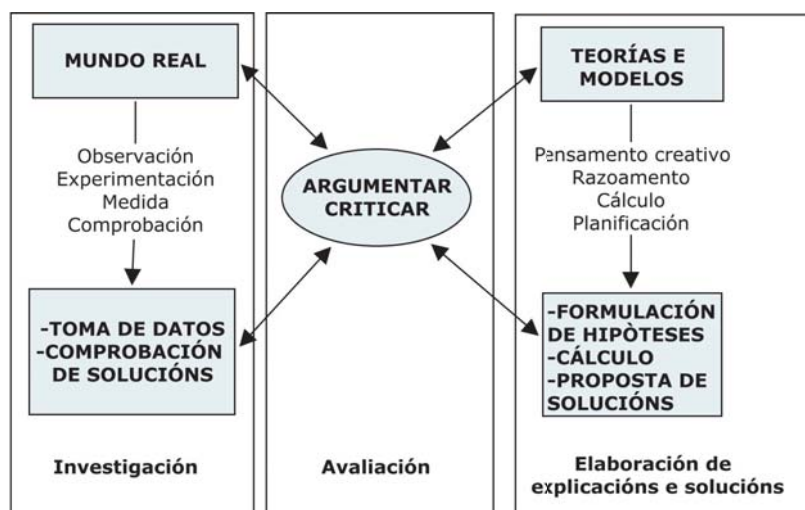 MUNDO REAL
Observación
Experimentación
Medida
Comprobación
-TOMA DE DATOS
-COMPROBACIÓN
DE SOLUCIÓNS
Investigación
ARGUMENTAR
CRITICAR
Avaliación
TEORÍAS E
MODELOS
Pensamento creativo
Razoamento
Cálculo
Planificación
-FORMULACIÓN
DE HIPÒTESES
-CÁLCULO
-PROPOSTA DE
SOLUCIÓNS
Elaboración de
explicacións e solucións